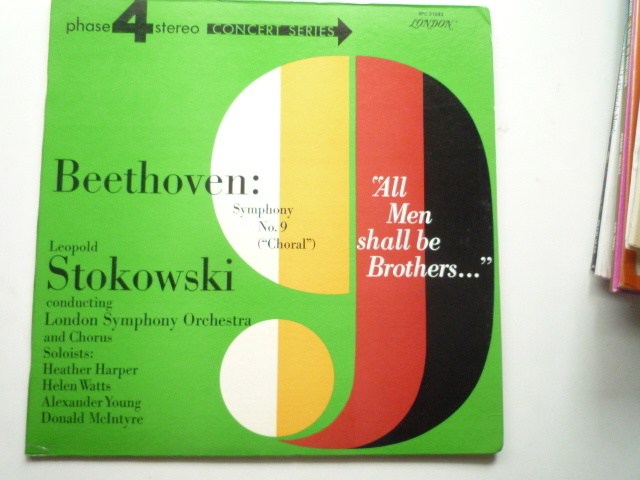 phase 4 stereo CONCERT SERIES
LONDON
Beethoven:
Symphony
No. 9
("Choral")
"All
Men
shall be
Brothers..."
Leopold
Stokowski
conducting
London Symphony Orchestra
and Chorus
Soloists:
Heather Harper
Helen Watts
Alexander Young
Donald McIntyre
9